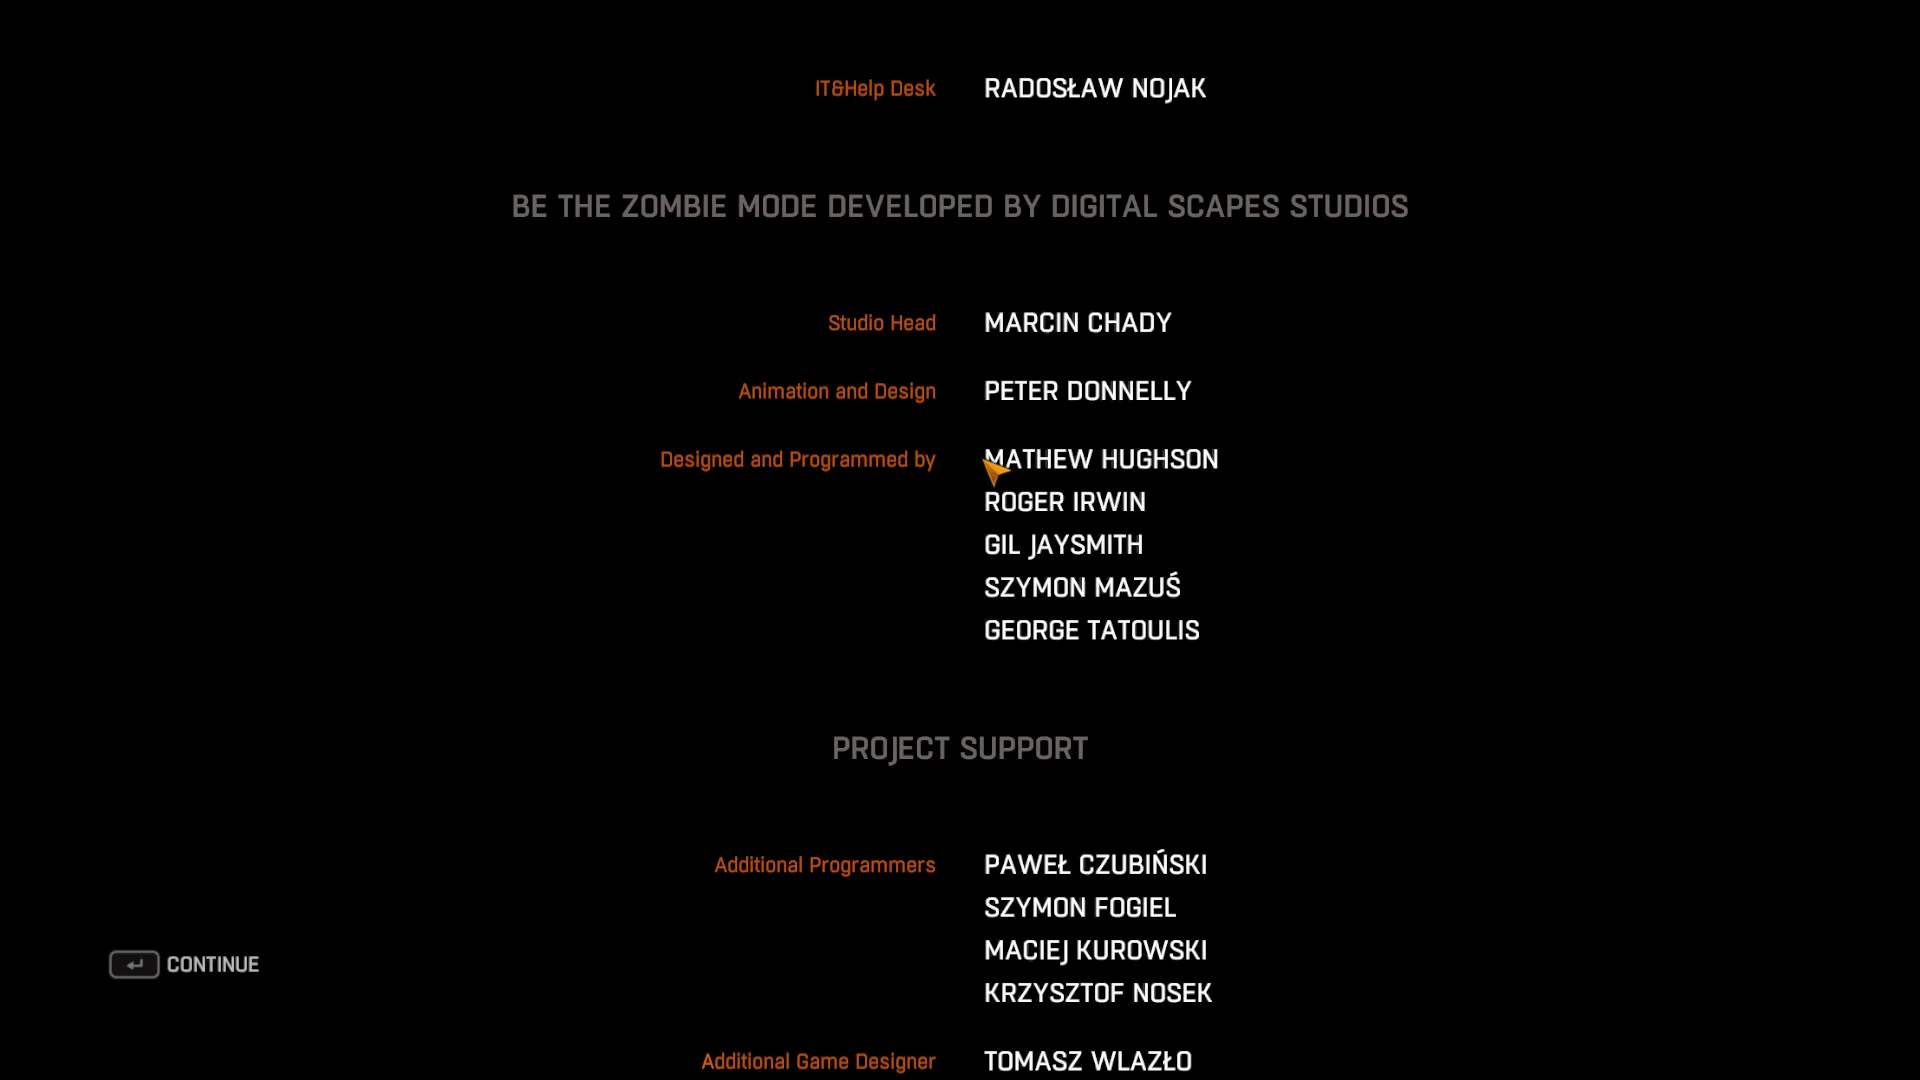 IT&Help Desk RADOSŁAW NOJAK
BE THE ZOMBIE MODE DEVELOPED BY DIGITAL SCAPES STUDIOS
Studio Head MARCIN CHADY
Animation and Design PETER DONNELLY
Designed and Programmed by MATHEW HUGHSON
ROGER IRWIN
GIL JAYSMITH
SZYMON MAZUŚ
GEORGE TATOULIS
PROJECT SUPPORT
Additional Programmers PAWEŁ CZUBIŃSKI
SZYMON FOGIEL
MACIEJ KUROWSKI
CONTINUE
KRZYSZTOF NOSEK
Additional Game Designer TOMASZ WLAZŁO